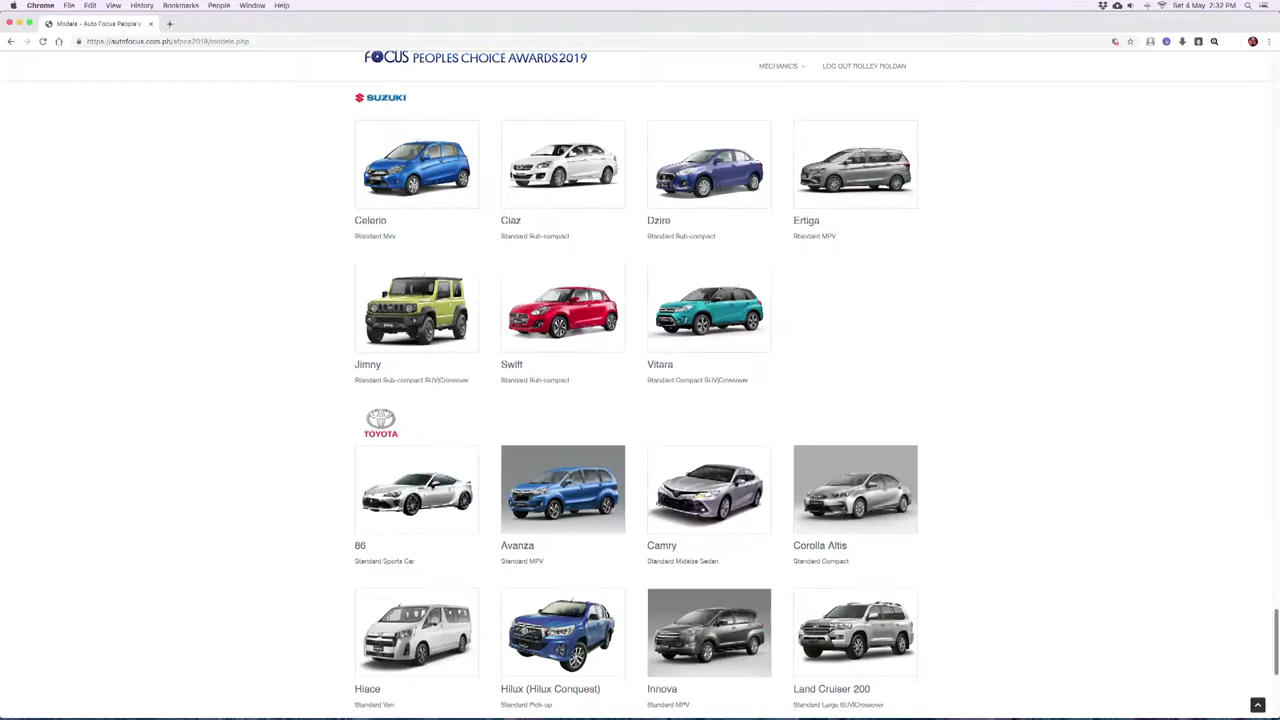 Chrome File Edit View History Bookmarks People Window Help Sat 4 May 2:32 PM
Models - Auto Focus People's
https://autofocus.com.ph/afpca2019/models.php
FOCUS PEOPLES CHOICE AWARDS 2019
MECHANICS LOG OUT ROLLEY ROLDAN
SUZUKI
Celerio Ciaz Dzire Ertiga
Standard Mini Standard Sub-compact Standard Sub-compact Standard MPV
Jimny Swift Vitara
Standard Sub-compact SUV|Crossover Standard Sub-compact Standard Compact SUV|Crossover
TOYOTA
86 Avanza Camry Corolla Altis
Standard Sports Car Standard MPV Standard Midsize Sedan Standard Compact
Hiace Hilux (Hilux Conquest) Innova Land Cruiser 200
Standard Van Standard Pick-up Standard MPV Standard Large SUV|Crossover